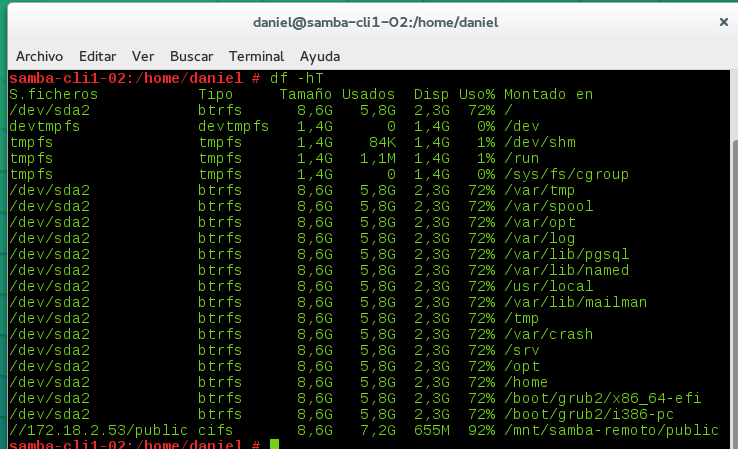 daniel@samba-cli1-02:/home/daniel
Archivo Editar Ver Buscar Terminal Ayuda
samba-cli1-02:/home/daniel # df -hT
S.ficheros Tipo Tamaño Usados Disp Uso% Montado en
/dev/sda2 btrfs 8,6G 5,8G 2,3G 72% /
devtmpfs devtmpfs 1,4G 0 1,4G 0% /dev
tmpfs tmpfs 1,4G 84K 1,4G 1% /dev/shm
tmpfs tmpfs 1,4G 1,1M 1,4G 1% /run
tmpfs tmpfs 1,4G 0 1,4G 0% /sys/fs/cgroup
/dev/sda2 btrfs 8,6G 5,8G 2,3G 72% /var/tmp
/dev/sda2 btrfs 8,6G 5,8G 2,3G 72% /var/spool
/dev/sda2 btrfs 8,6G 5,8G 2,3G 72% /var/opt
/dev/sda2 btrfs 8,6G 5,8G 2,3G 72% /var/log
/dev/sda2 btrfs 8,6G 5,8G 2,3G 72% /var/lib/pgsql
/dev/sda2 btrfs 8,6G 5,8G 2,3G 72% /var/lib/named
/dev/sda2 btrfs 8,6G 5,8G 2,3G 72% /usr/local
/dev/sda2 btrfs 8,6G 5,8G 2,3G 72% /var/lib/mailman
/dev/sda2 btrfs 8,6G 5,8G 2,3G 72% /tmp
/dev/sda2 btrfs 8,6G 5,8G 2,3G 72% /var/crash
/dev/sda2 btrfs 8,6G 5,8G 2,3G 72% /srv
/dev/sda2 btrfs 8,6G 5,8G 2,3G 72% /opt
/dev/sda2 btrfs 8,6G 5,8G 2,3G 72% /home
/dev/sda2 btrfs 8,6G 5,8G 2,3G 72% /boot/grub2/x86_64-efi
/dev/sda2 btrfs 8,6G 5,8G 2,3G 72% /boot/grub2/i386-pc
//172.18.2.53/public cifs 8,6G 7,2G 655M 92% /mnt/samba-remoto/public
samba-cli1-02:/home/daniel #